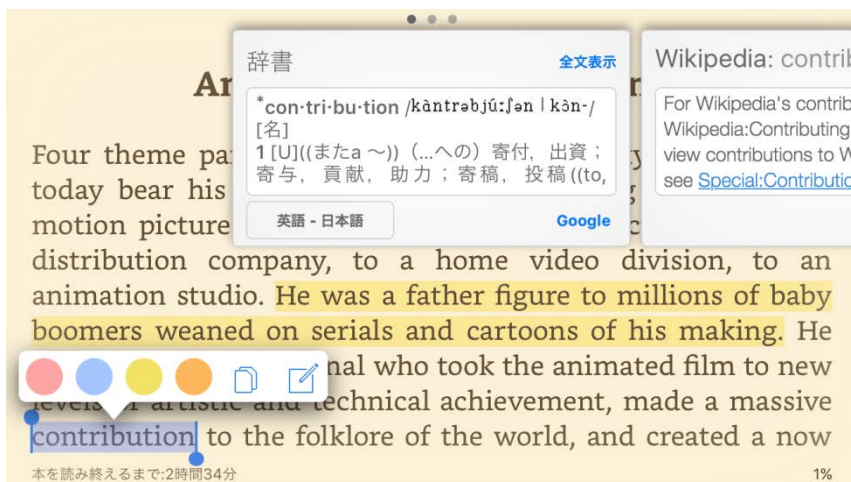 辞書
全文表示
*con·tri·bu·tion /kàntrəbjúːʃən | kɔ̀n-/
[名]
1 [U]((またa ～)) (…への) 寄付, 出資;
寄与, 貢献, 助力; 寄稿, 投稿 ((to,
英語 - 日本語
Google
Wikipedia:
For Wikipedia's
Wikipedia:Contributing
view contributions to
see
Four theme
today bear his
motion picture
distribution company, to a home video division, to an
animation studio. He was a father figure to millions of baby
boomers weaned on serials and cartoons of his making. He
who took the animated film to new
artistic and technical achievement, made a massive
contribution to the folklore of the world, and created a now
本を読み終えるまで:2時間34分
1%